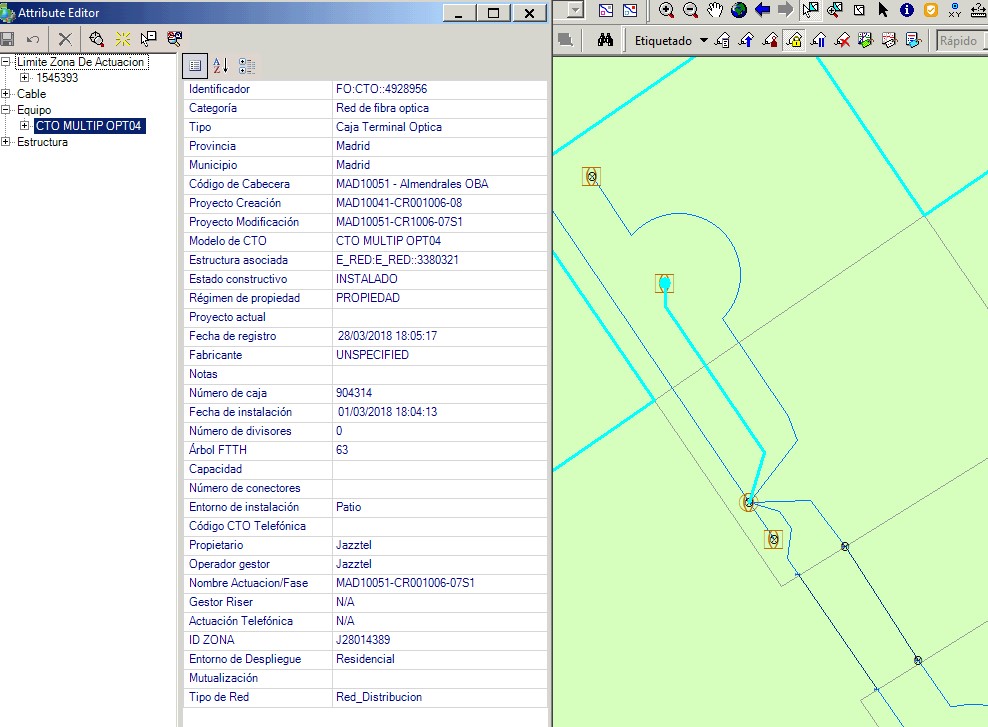 Attribute Editor
Limite Zona De Actuacion
1545393
Cable
Equipo
CTO MULTIP OPT04
Estructura
Identificador FO:CTO::4928956
Categoría Red de fibra optica
Tipo Caja Terminal Optica
Provincia Madrid
Municipio Madrid
Código de Cabecera MAD10051 - Almendrales OBA
Proyecto Creación MAD10041-CR001006-08
Proyecto Modificación MAD10051-CR1006-07S1
Modelo de CTO CTO MULTIP OPT04
Estructura asociada E_RED:E_RED::3380321
Estado constructivo INSTALADO
Régimen de propiedad PROPIEDAD
Proyecto actual
Fecha de registro 28/03/2018 18:05:17
Fabricante UNSPECIFIED
Notas
Número de caja 904314
Fecha de instalación 01/03/2018 18:04:13
Número de divisores 0
Árbol FTTH 63
Capacidad
Número de conectores
Entorno de instalación Patio
Código CTO Telefónica
Propietario Jazztel
Operador gestor Jazztel
Nombre Actuacion/Fase MAD10051-CR001006-07S1
Gestor Riser N/A
Actuación Telefónica N/A
ID ZONA J28014389
Entorno de Despliegue Residencial
Mutualización
Tipo de Red Red_Distribucion
Etiquetado
Rápido